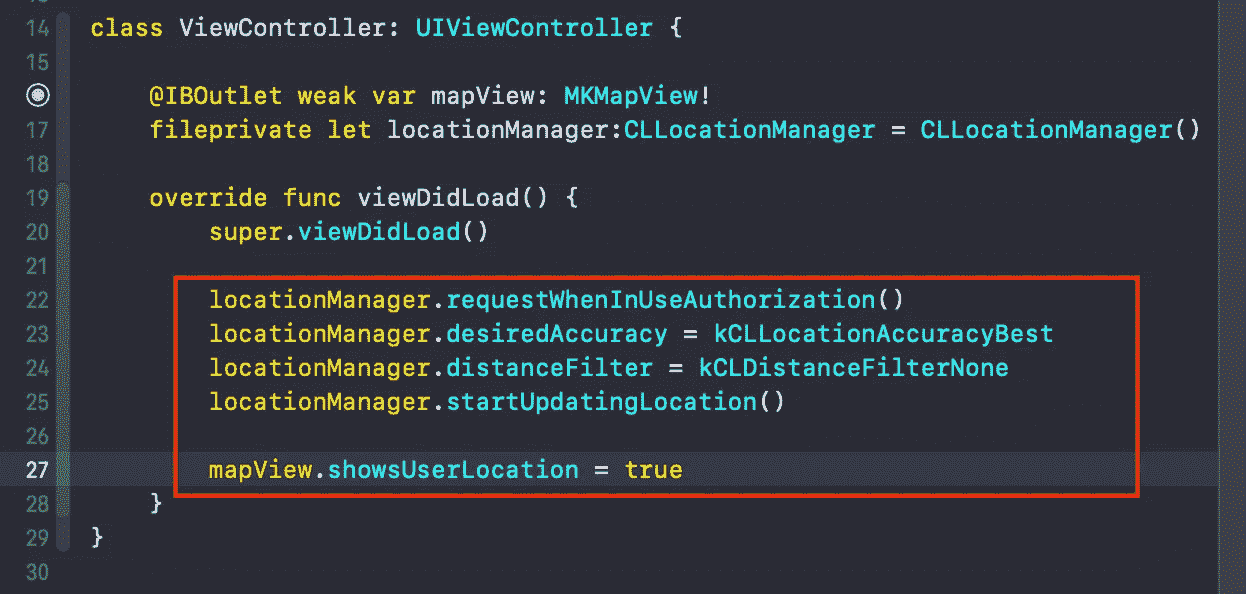 14 class ViewController: UIViewController {
15
@IBOutlet weak var mapView: MKMapView!
17 fileprivate let locationManager:CLLocationManager = CLLocationManager()
18
19 override func viewDidLoad() {
20 super.viewDidLoad()
21
22 locationManager.requestWhenInUseAuthorization()
23 locationManager.desiredAccuracy = kCLLocationAccuracyBest
24 locationManager.distanceFilter = kCLDistanceFilterNone
25 locationManager.startUpdatingLocation()
26
27 mapView.showsUserLocation = true
28 }
29 }
30